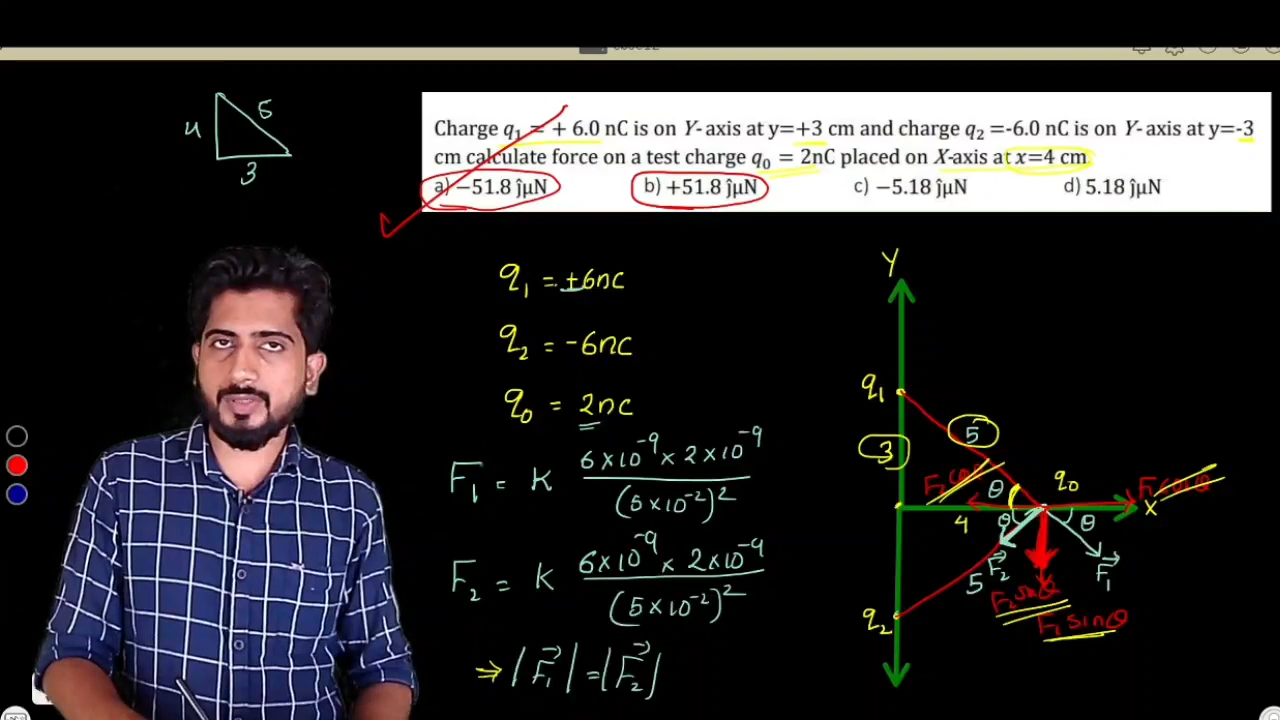 Charge q₁ = + 6.0 nC is on Y-axis at y=+3 cm and charge q₂ =-6.0 nC is on Y-axis at y=-3
cm calculate force on a test charge q₀ = 2nC placed on X-axis at x=4 cm
a) −51.8 ĵµN b) +51.8 ĵµN c) −5.18 ĵµN d) 5.18 ĵµN
4 5
3
q₁ = +6nc
q₂ = -6nc
q₀ = 2nc
F₁ = K 6×10⁻⁹ × 2×10⁻⁹ / (5×10⁻²)²
F₂ = K 6×10⁻⁹ × 2×10⁻⁹ / (5×10⁻²)²
⇒ |F₁→| = |F₂→|
Y
q₁
5
3
F₂cosθ θ q₀ F₁cosθ
X
4 θ θ
F₂→ F₁→
5
F₂sinθ
F₁sinθ
q₂